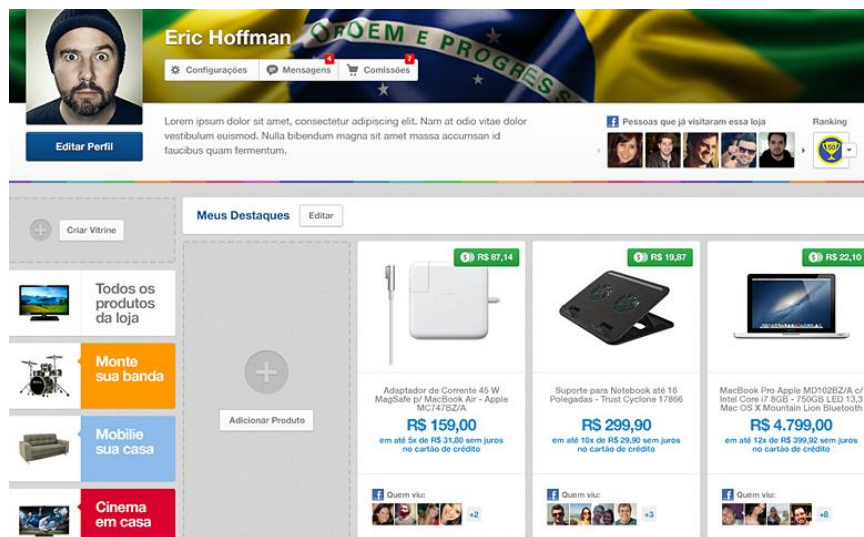 ORDEM E PROGRESS
Eric Hoffman
Configurações
Mensagens
4
Comissões
7
Editar Perfil
Lorem ipsum dolor sit amet, consectetur adipiscing elit. Nam at odio vitae dolor
vestibulum euismod. Nulla bibendum magna sit amet massa accumsan id
faucibus quam fermentum.
Pessoas que já visitaram essa loja
Ranking
50
Criar Vitrine
Meus Destaques
Editar
Todos os
produtos
da loja
Monte
sua banda
Mobilie
sua casa
Cinema
em casa
Adicionar Produto
R$ 87,14
Adaptador de Corrente 45 W
MagSafe p/ MacBook Air - Apple
MC747BZ/A
R$ 159,00
em até 5x de R$ 31,80 sem juros
no cartão de crédito
Quem viu:
+2
R$ 19,87
Suporte para Notebook até 16
Polegadas - Trust Cyclone 17866
R$ 299,90
em até 10x de R$ 29,90 sem juros
no cartão de crédito
Quem viu:
+3
R$ 22,10
MacBook Pro Apple MD102BZ/A c/
Intel Core i7 8GB - 750GB LED 13,3
Mac OS X Mountain Lion Bluetooth
R$ 4.799,00
em até 12x de R$ 399,92 sem juros
no cartão de crédito
Quem viu:
+8